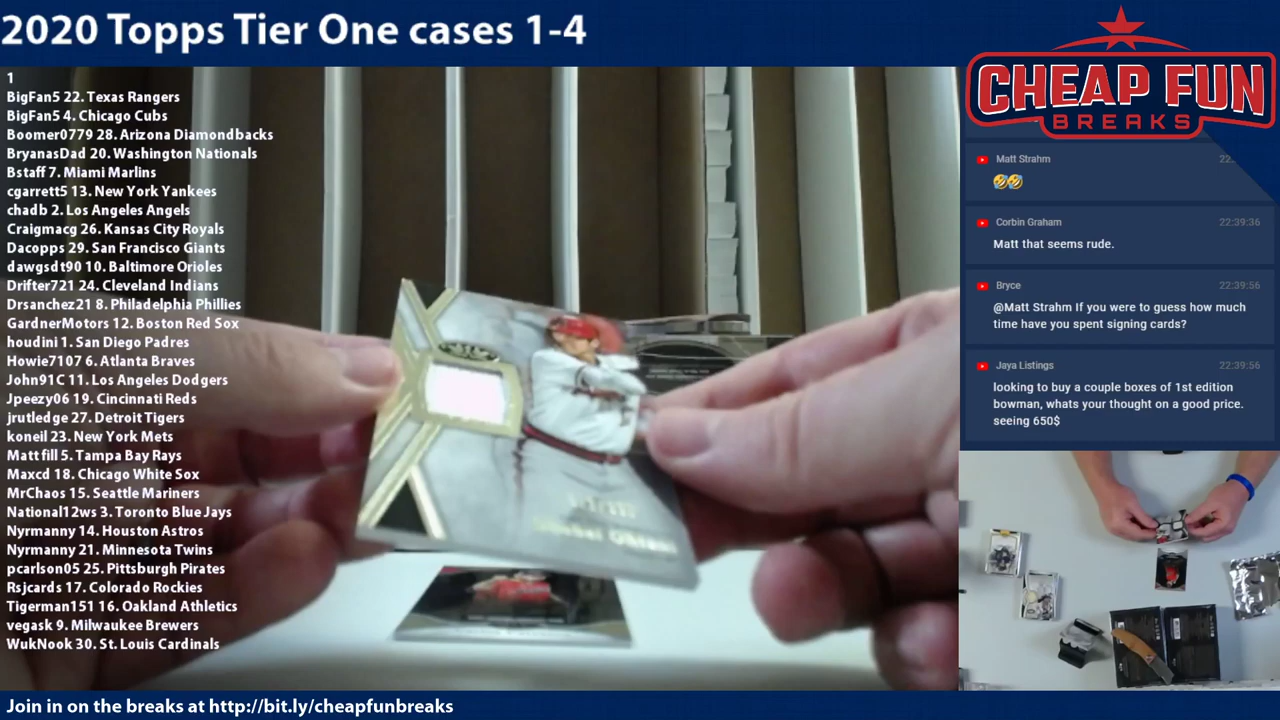 2020 Topps Tier One cases 1-4
1
BigFan5 22. Texas Rangers
BigFan5 4. Chicago Cubs
Boomer0779 28. Arizona Diamondbacks
BryanasDad 20. Washington Nationals
Bstaff 7. Miami Marlins
cgarrett5 13. New York Yankees
chadb 2. Los Angeles Angels
Craigmacg 26. Kansas City Royals
Dacopps 29. San Francisco Giants
dawgsdt90 10. Baltimore Orioles
Drifter721 24. Cleveland Indians
Drsanchez21 8. Philadelphia Phillies
GardnerMotors 12. Boston Red Sox
houdini 1. San Diego Padres
Howie7107 6. Atlanta Braves
John91C 11. Los Angeles Dodgers
Jpeezy06 19. Cincinnati Reds
jrutledge 27. Detroit Tigers
koneil 23. New York Mets
Matt fill 5. Tampa Bay Rays
Maxcd 18. Chicago White Sox
MrChaos 15. Seattle Mariners
National12ws 3. Toronto Blue Jays
Nyrmanny 14. Houston Astros
Nyrmanny 21. Minnesota Twins
pcarlson05 25. Pittsburgh Pirates
Rsjcards 17. Colorado Rockies
Tigerman151 16. Oakland Athletics
vegask 9. Milwaukee Brewers
WukNook 30. St. Louis Cardinals
Shohei Ohtani
CHEAP FUN
BREAKS
Matt Strahm 22:
Corbin Graham 22:39:36
Matt that seems rude.
Bryce 22:39:56
@Matt Strahm If you were to guess how much
time have you spent signing cards?
Jaya Listings 22:39:56
looking to buy a couple boxes of 1st edition
bowman, whats your thought on a good price.
seeing 650$
Join in on the breaks at http://bit.ly/cheapfunbreaks